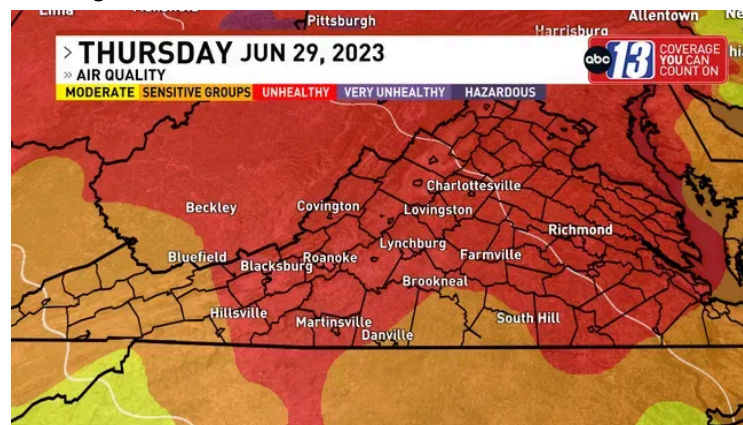 Pittsburgh
Allentown
Harrisburg
> THURSDAY JUN 29, 2023
>> AIR QUALITY
abc 13 COVERAGE
YOU CAN
COUNT ON
MODERATE SENSITIVE GROUPS UNHEALTHY VERY UNHEALTHY HAZARDOUS
Charlottesville
Beckley
Covington
Lovingston
Richmond
Lynchburg
Bluefield
Roanoke
Farmville
Blacksburg
Brookneal
Hillsville
Martinsville
South Hill
Danville